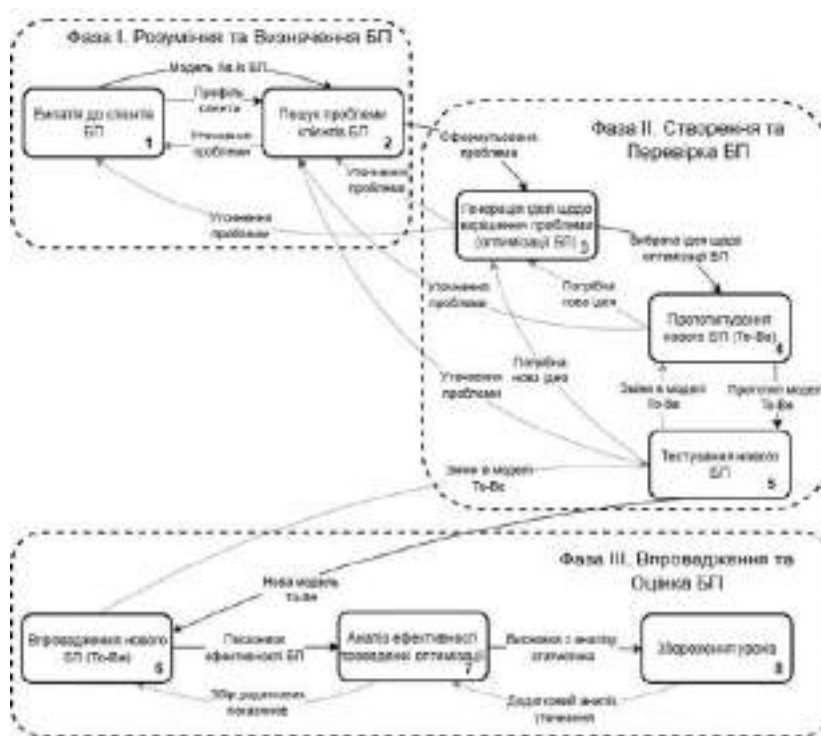 Фаза І. Розуміння та Визначення БП
Модель As-Is БП
Профіль
клієнта
БП
1
Пошук проблеми
клієнтів БП
2
Уточнення
проблеми
Сформульована
проблема
Фаза ІІ. Створення та
Перевірка БП
Уточнення
проблеми
Уточнення
проблеми
Генерація ідей щодо
вирішення проблеми
(оптимізації БП)
3
Вибрана ідея щодо
оптимізації БП
Потрібна
нова ідея
Уточнення
проблеми
Прототипування
нового БП (To-Be)
4
Потрібна
нова ідея
Уточнення
проблеми
Зміни в моделі
To-Be
Прототип моделі
To-Be
Тестування нового
БП
5
Зміни в моделі
To-Be
Фаза ІІІ. Впровадження та
Оцінка БП
Нова модель
To-Be
Впровадження нового
БП (To-Be)
6
Показники
ефективності БП
Аналіз ефективності
проведеної оптимізації
7
Висновки з аналізу,
статистика
Збереження
8
Збір додаткових
показників
Додатковий аналіз,
уточнення